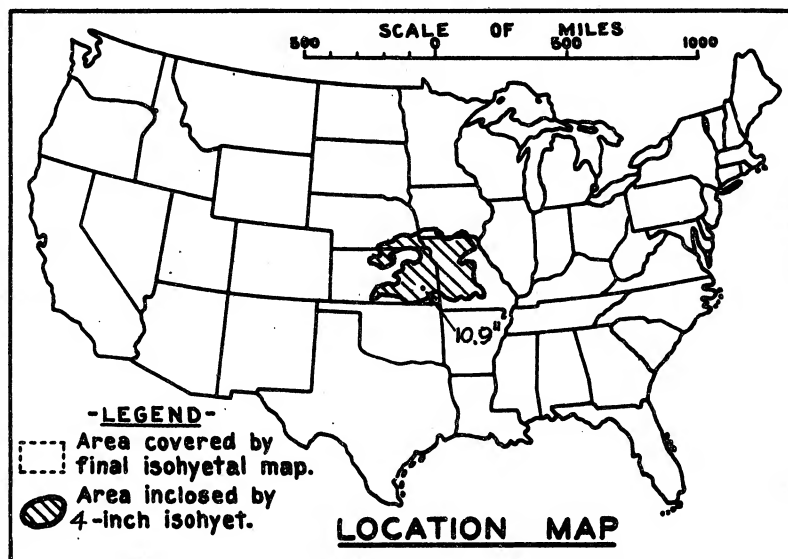 SCALE OF MILES
500 0 500 1000
10.9"
-LEGEND-
Area covered by
final isohyetal map.
Area inclosed by
4-inch isohyet.
LOCATION MAP